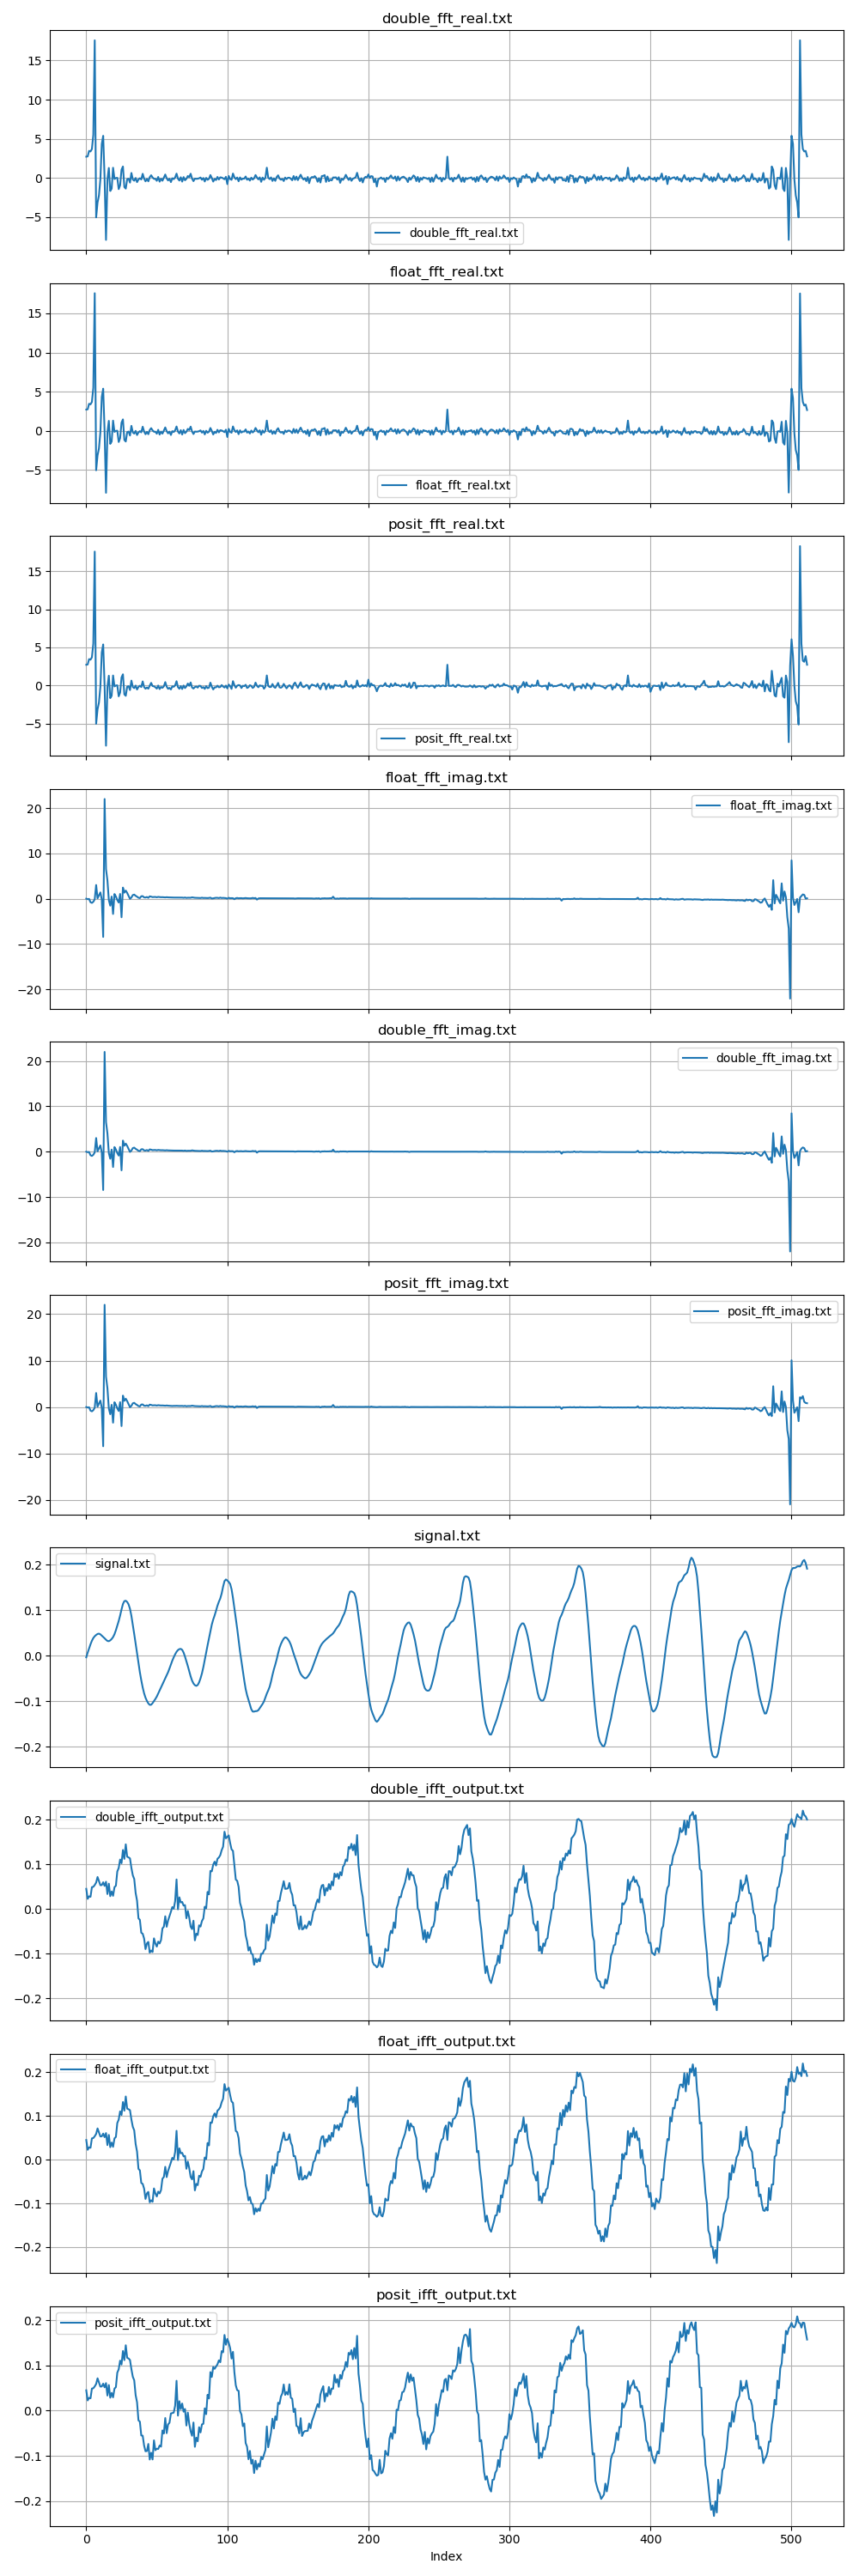 double_fft_real.txt
15
10
5
0
−5
double_fft_real.txt
float_fft_real.txt
15
10
5
0
−5
float_fft_real.txt
posit_fft_real.txt
15
10
5
0
−5
posit_fft_real.txt
float_fft_imag.txt
20
10
0
−10
−20
float_fft_imag.txt
double_fft_imag.txt
20
10
0
−10
−20
double_fft_imag.txt
posit_fft_imag.txt
20
10
0
−10
−20
posit_fft_imag.txt
signal.txt
0.2
0.1
0.0
−0.1
−0.2
signal.txt
double_ifft_output.txt
0.2
0.1
0.0
−0.1
−0.2
double_ifft_output.txt
float_ifft_output.txt
0.2
0.1
0.0
−0.1
−0.2
float_ifft_output.txt
posit_ifft_output.txt
0.2
0.1
0.0
−0.1
−0.2
posit_ifft_output.txt
0 100 200 300 400 500
Index